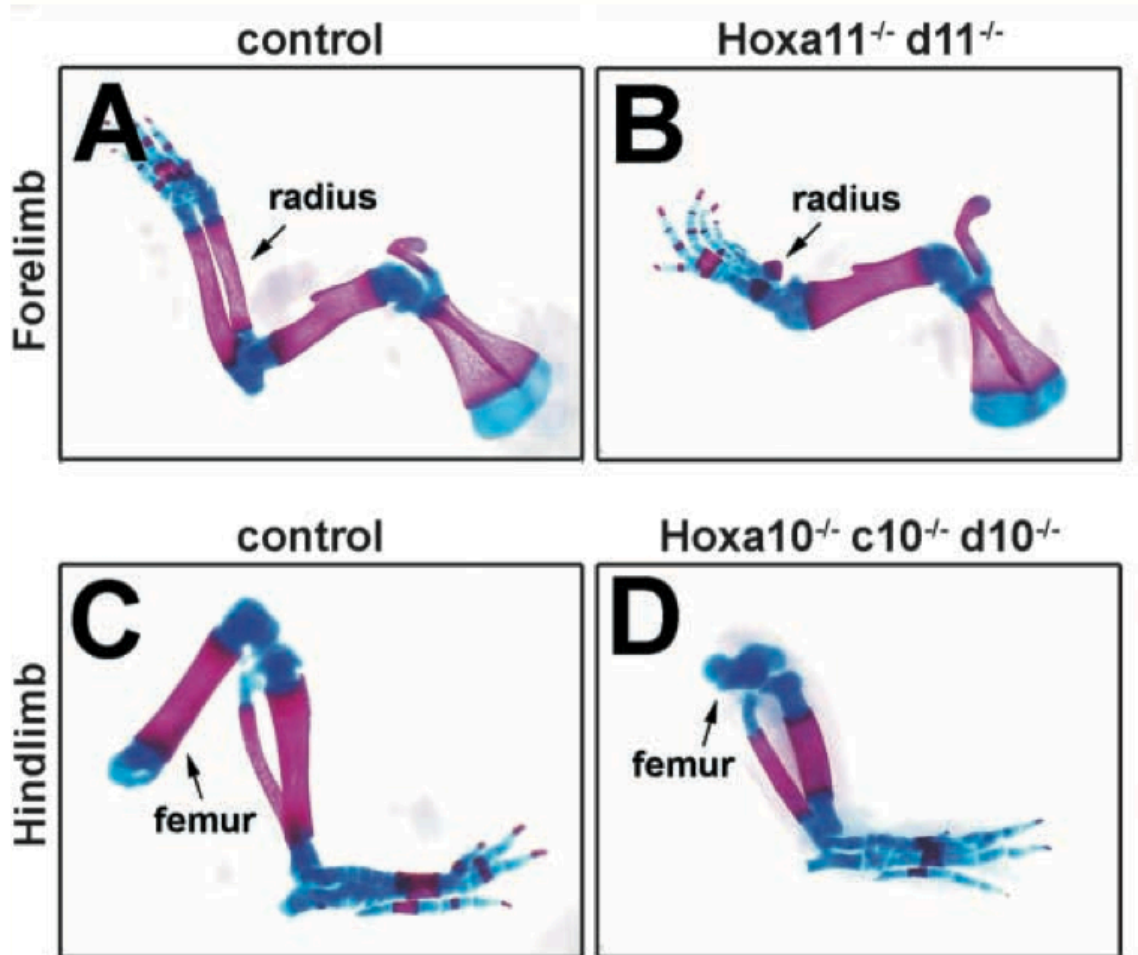 control
Hoxa11⁻/⁻ d11⁻/⁻
Forelimb
A
radius
B
radius
control
Hoxa10⁻/⁻ c10⁻/⁻ d10⁻/⁻
Hindlimb
C
femur
D
femur